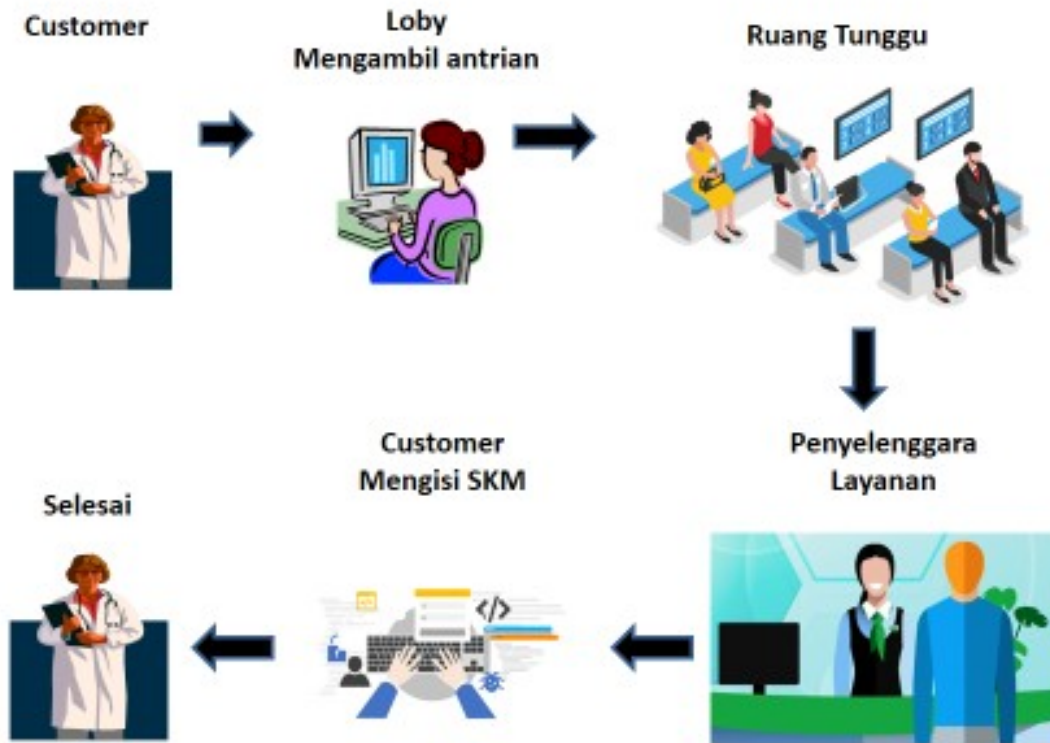 Customer
Loby
Mengambil antrian
Ruang Tunggu
Penyelenggara
Layanan
Customer
Mengisi SKM
Selesai